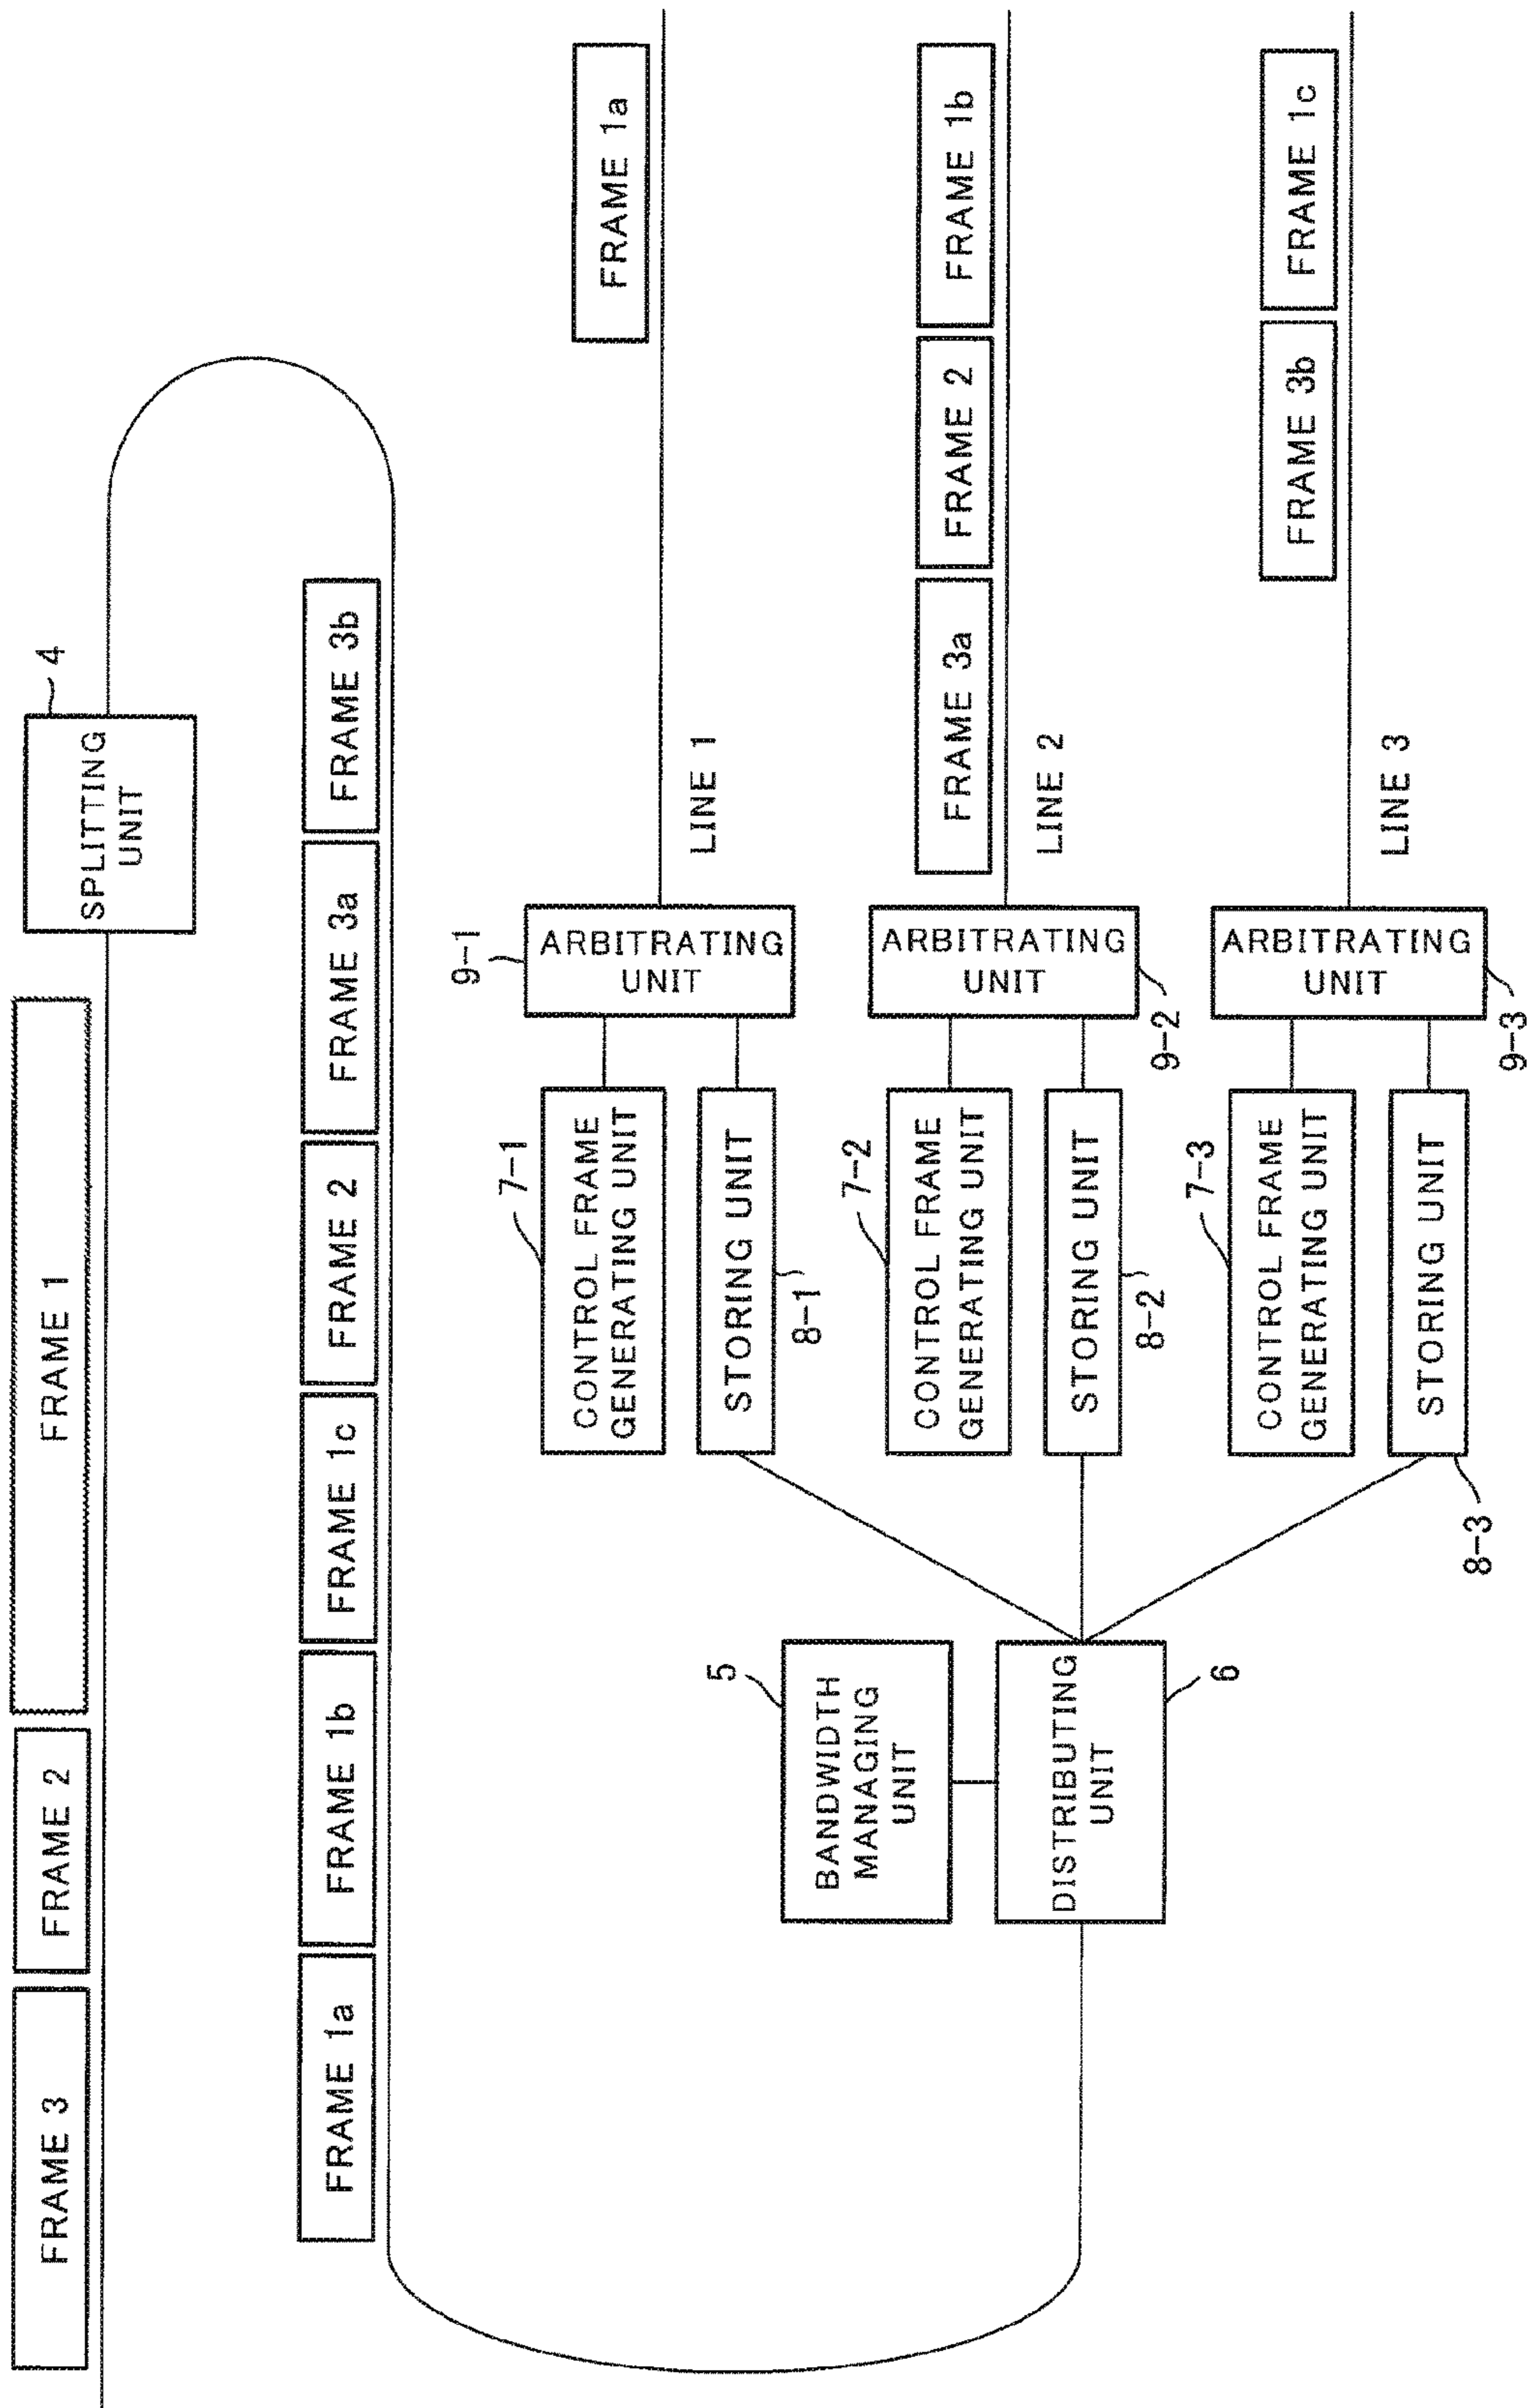 FRAME 3
FRAME 2
FRAME 1
SPLITTING
UNIT
4
FRAME 1a
FRAME 1b
FRAME 1c
FRAME 2
FRAME 3a
FRAME 3b
BANDWIDTH
MANAGING
UNIT
5
DISTRIBUTING
UNIT
6
7-1
CONTROL FRAME
GENERATING UNIT
STORING UNIT
8-1
9-1
ARBITRATING
UNIT
LINE 1
FRAME 1a
7-2
CONTROL FRAME
GENERATING UNIT
STORING UNIT
8-2
ARBITRATING
UNIT
9-2
LINE 2
FRAME 3a
FRAME 2
FRAME 1b
7-3
CONTROL FRAME
GENERATING UNIT
STORING UNIT
8-3
ARBITRATING
UNIT
9-3
LINE 3
FRAME 3b
FRAME 1c